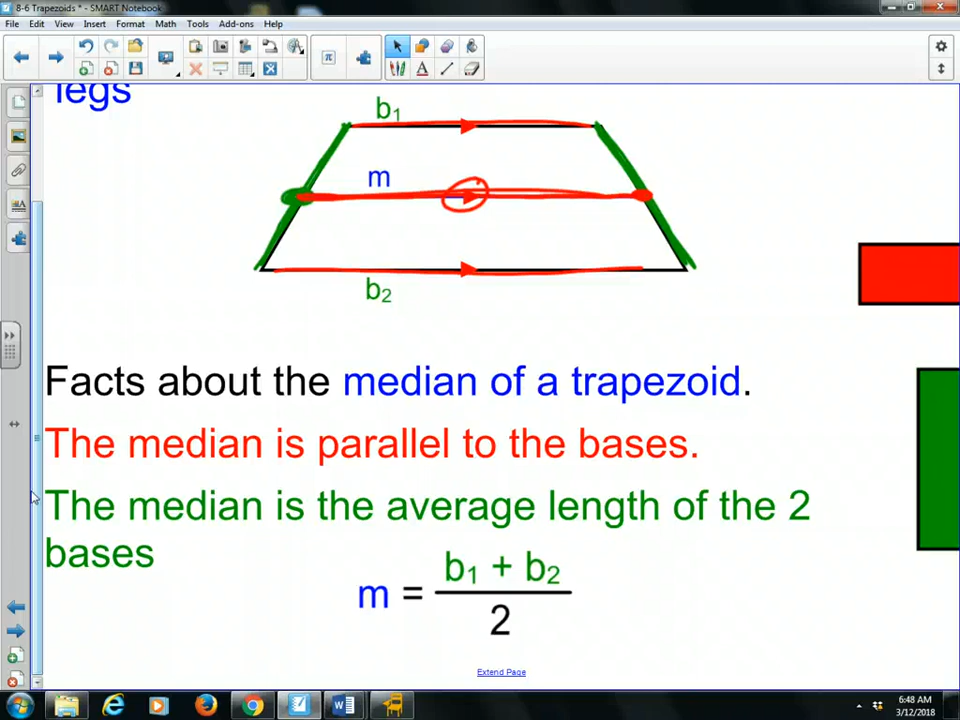 8-6 Trapezoids * - SMART Notebook
File Edit View Insert Format Math Tools Add-ons Help
legs
b₁
m
b₂
Facts about the median of a trapezoid.
The median is parallel to the bases.
The median is the average length of the 2
bases
m = b₁ + b₂
2
Extend Page
6:48 AM
3/12/2018